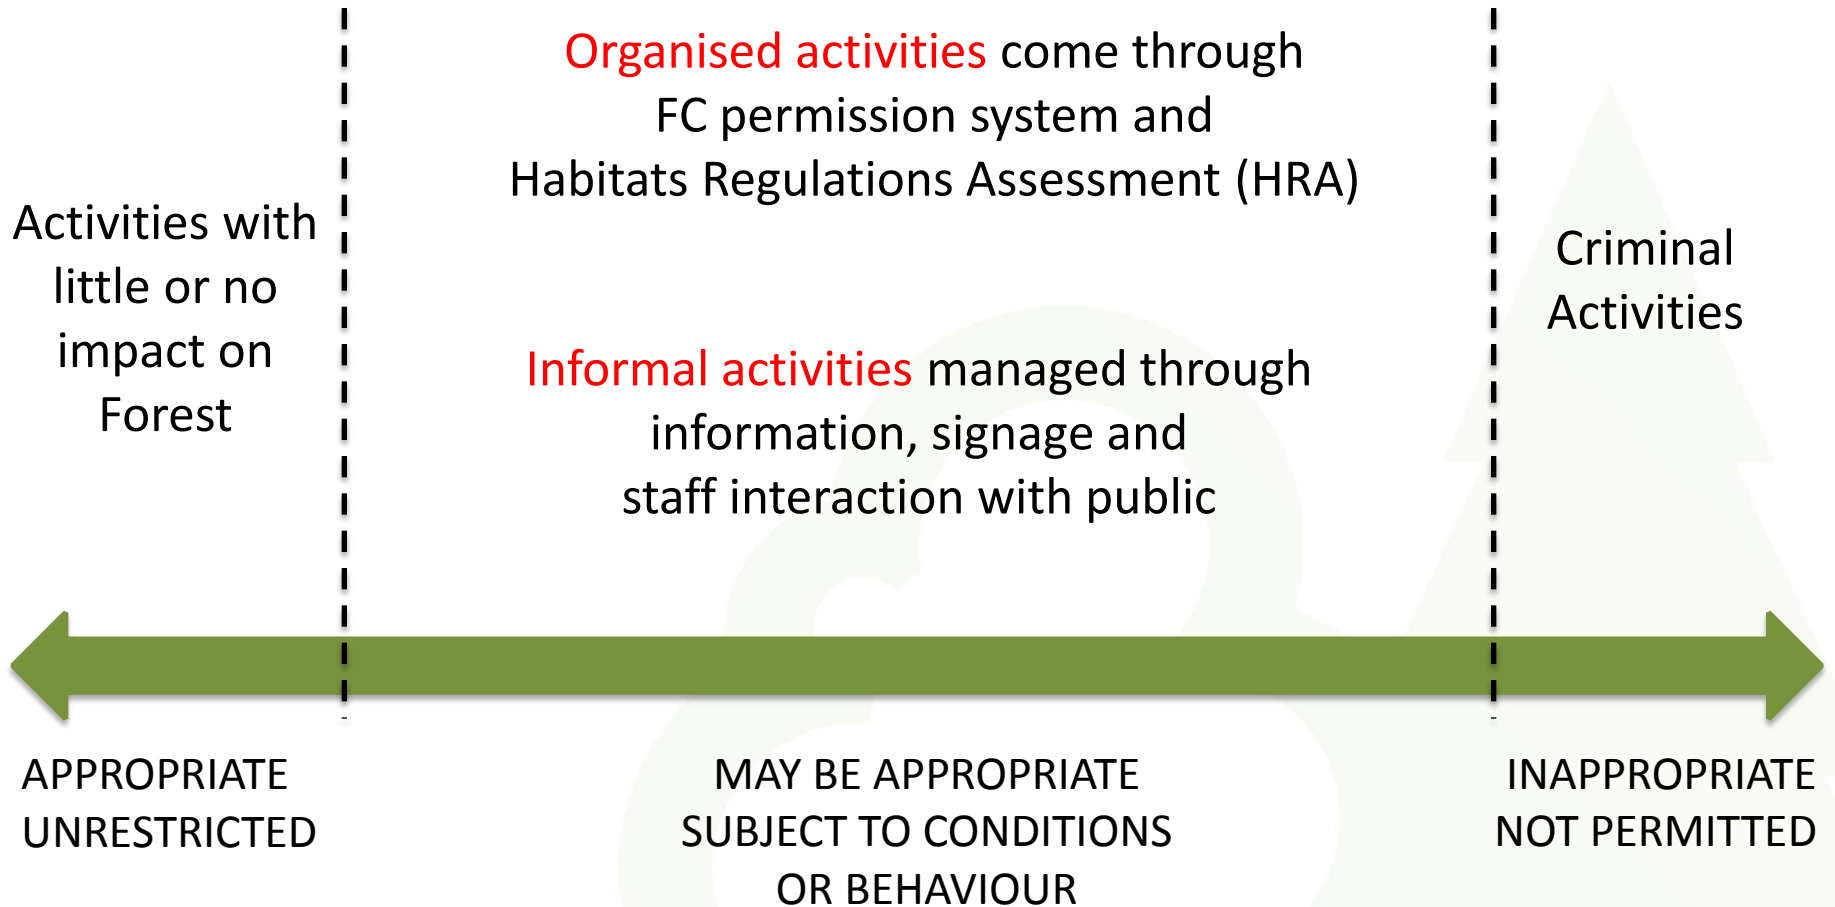 Activities with
little or no
impact on
Forest
Organised activities come through
FC permission system and
Habitats Regulations Assessment (HRA)
Informal activities managed through
information, signage and
staff interaction with public
Criminal
Activities
APPROPRIATE
UNRESTRICTED
MAY BE APPROPRIATE
SUBJECT TO CONDITIONS
OR BEHAVIOUR
INAPPROPRIATE
NOT PERMITTED